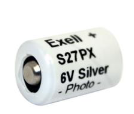 Exell +
S27PX
6V Silver
- Photo -